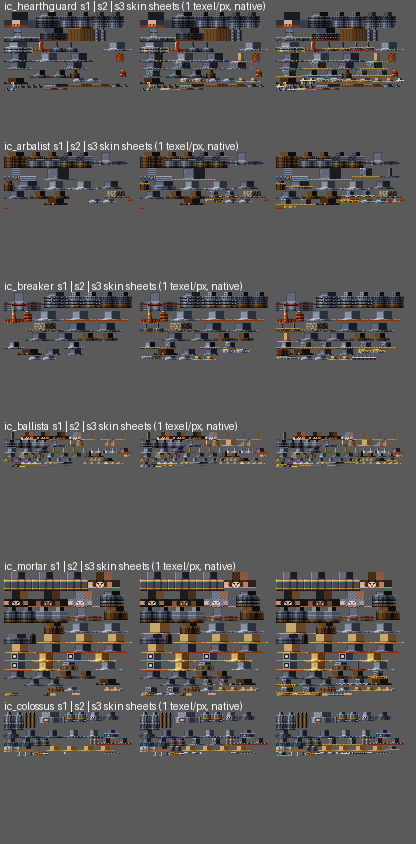 ic_hearthguard s1 | s2 | s3 skin sheets (1 texel/px, native)
ic_arbalist s1 | s2 | s3 skin sheets (1 texel/px, native)
ic_breaker s1 | s2 | s3 skin sheets (1 texel/px, native)
ic_ballista s1 | s2 | s3 skin sheets (1 texel/px, native)
ic_mortar s1 | s2 | s3 skin sheets (1 texel/px, native)
ic_colossus s1 | s2 | s3 skin sheets (1 texel/px, native)